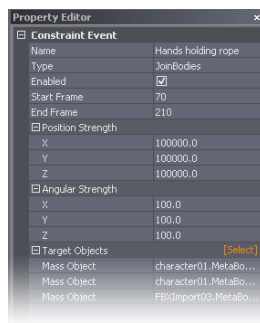 Property Editor ×
Constraint Event
Name Hands holding rope
Type JoinBodies
Enabled
Start Frame 70
End Frame 210
Position Strength
X 100000.0
Y 100000.0
Z 100000.0
Angular Strength
X 100.0
Y 100.0
Z 100.0
Target Objects [Select]
Mass Object character01.MetaBo...
Mass Object character01.MetaBo...
Mass Object FBXImport03.MetaBo...